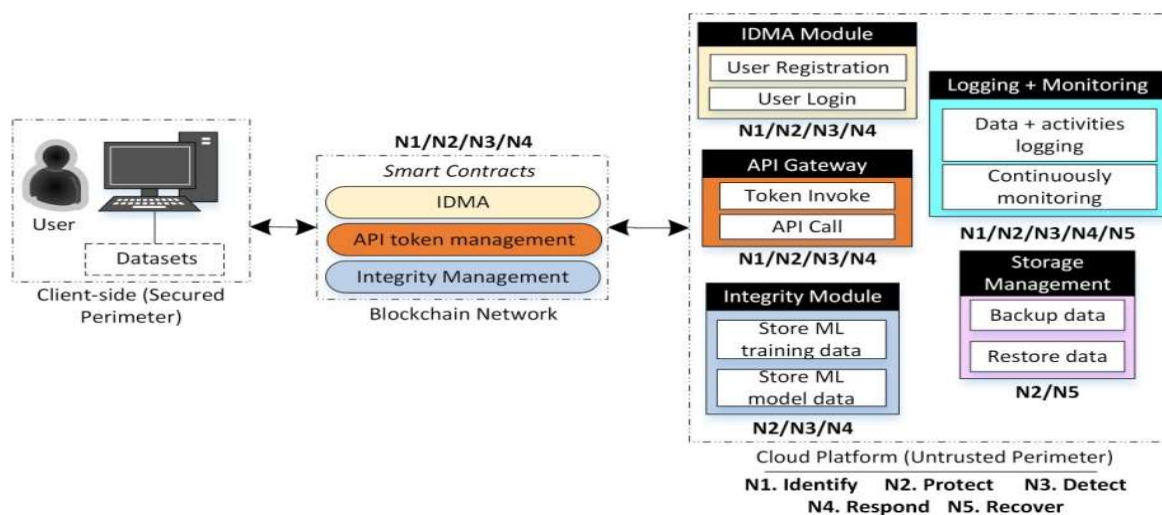 User
Datasets
Client-side (Secured
Perimeter)
N1/N2/N3/N4
Smart Contracts
IDMA
API token management
Integrity Management
Blockchain Network
IDMA Module
User Registration
User Login
N1/N2/N3/N4
API Gateway
Token Invoke
API Call
N1/N2/N3/N4
Integrity Module
Store ML
training data
Store ML
model data
N2/N3/N4
Logging + Monitoring
Data + activities
logging
Continuously
monitoring
N1/N2/N3/N4/N5
Storage
Management
Backup data
Restore data
N2/N5
Cloud Platform (Untrusted Perimeter)
N1. Identify N2. Protect N3. Detect
N4. Respond N5. Recover